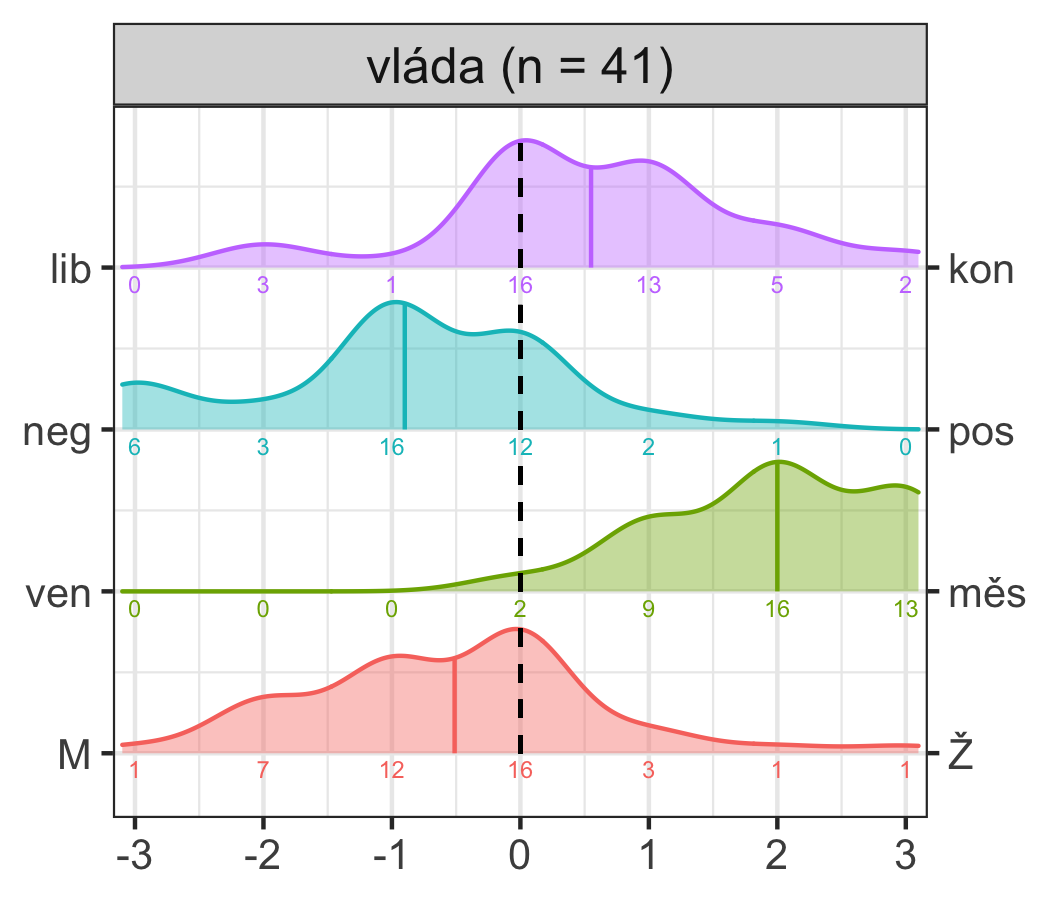 vláda (n = 41)
lib kon
0 3 1 16 13 5 2
neg pos
6 3 16 12 2 1 0
ven měs
0 0 0 2 9 16 13
M Ž
1 7 12 16 3 1 1
-3 -2 -1 0 1 2 3